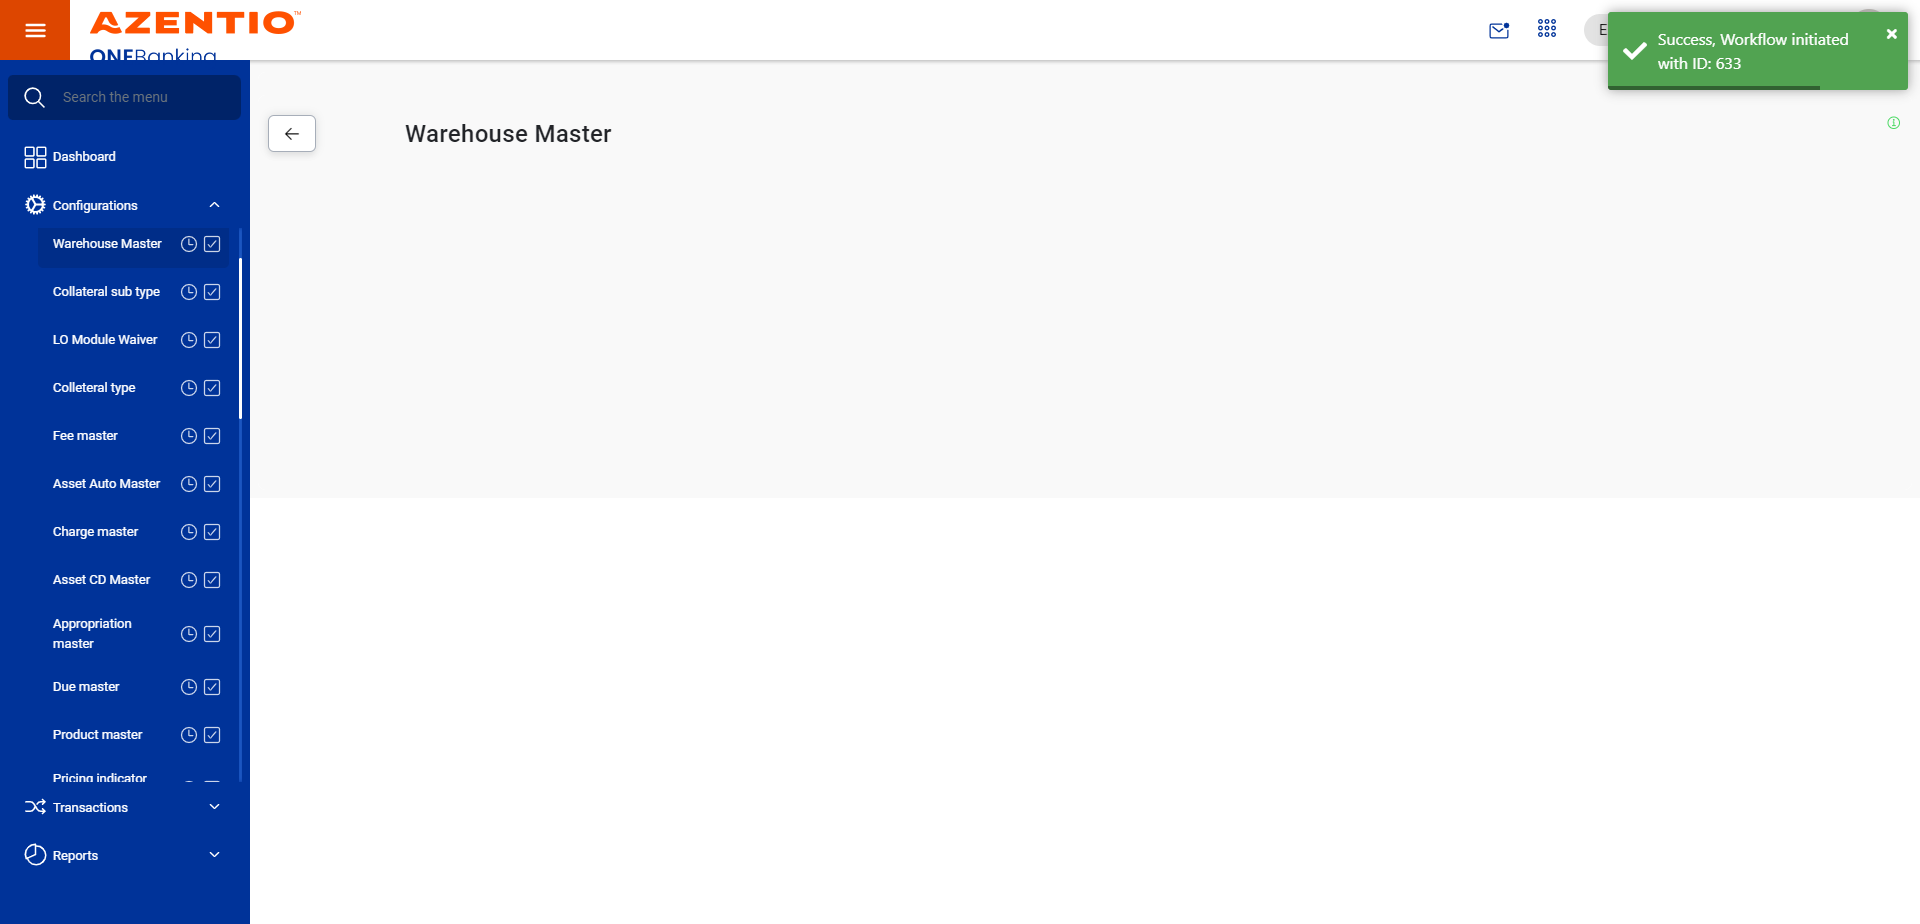 AZENTIO™
ONEBanking
E
Success, Workflow initiated
with ID: 633
Search the menu
Dashboard
Configurations
Warehouse Master
Collateral sub type
LO Module Waiver
Colleteral type
Fee master
Asset Auto Master
Charge master
Asset CD Master
Appropriation
master
Due master
Product master
Pricing indicator
Transactions
Reports
Warehouse Master